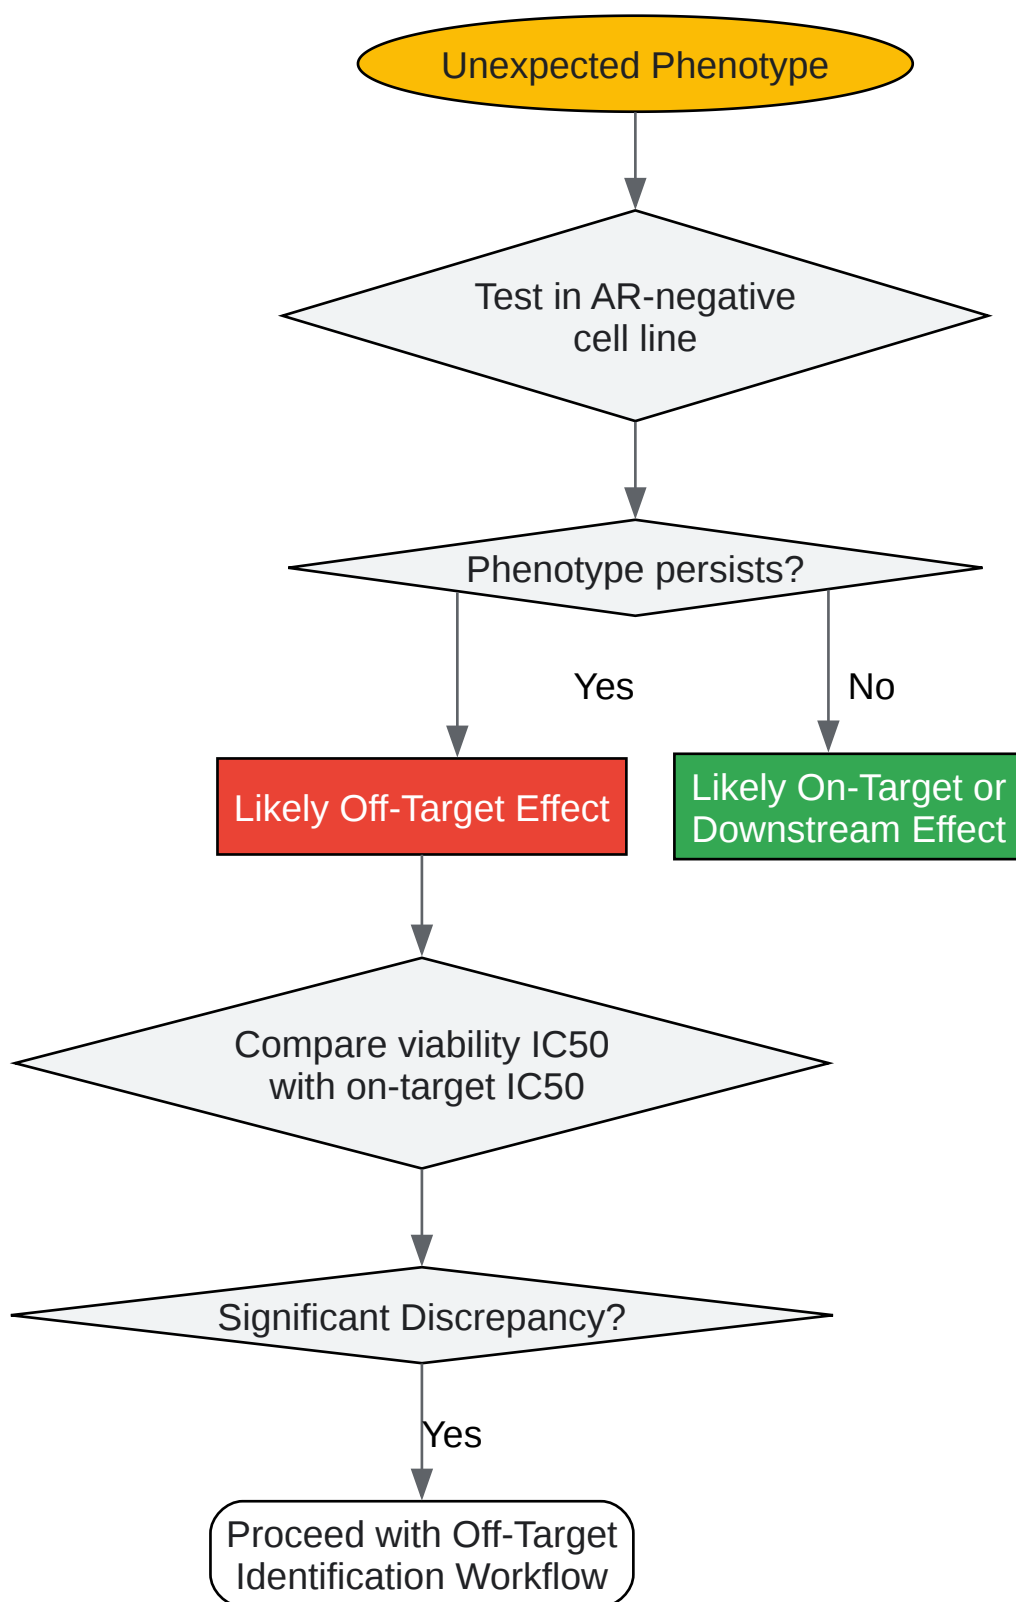 Unexpected Phenotype
Test in AR-negative
cell line
Phenotype persists?
Yes
No
Likely Off-Target Effect
Likely On-Target or
Downstream Effect
Compare viability IC50
with on-target IC50
Significant Discrepancy?
Yes
Proceed with Off-Target
Identification Workflow